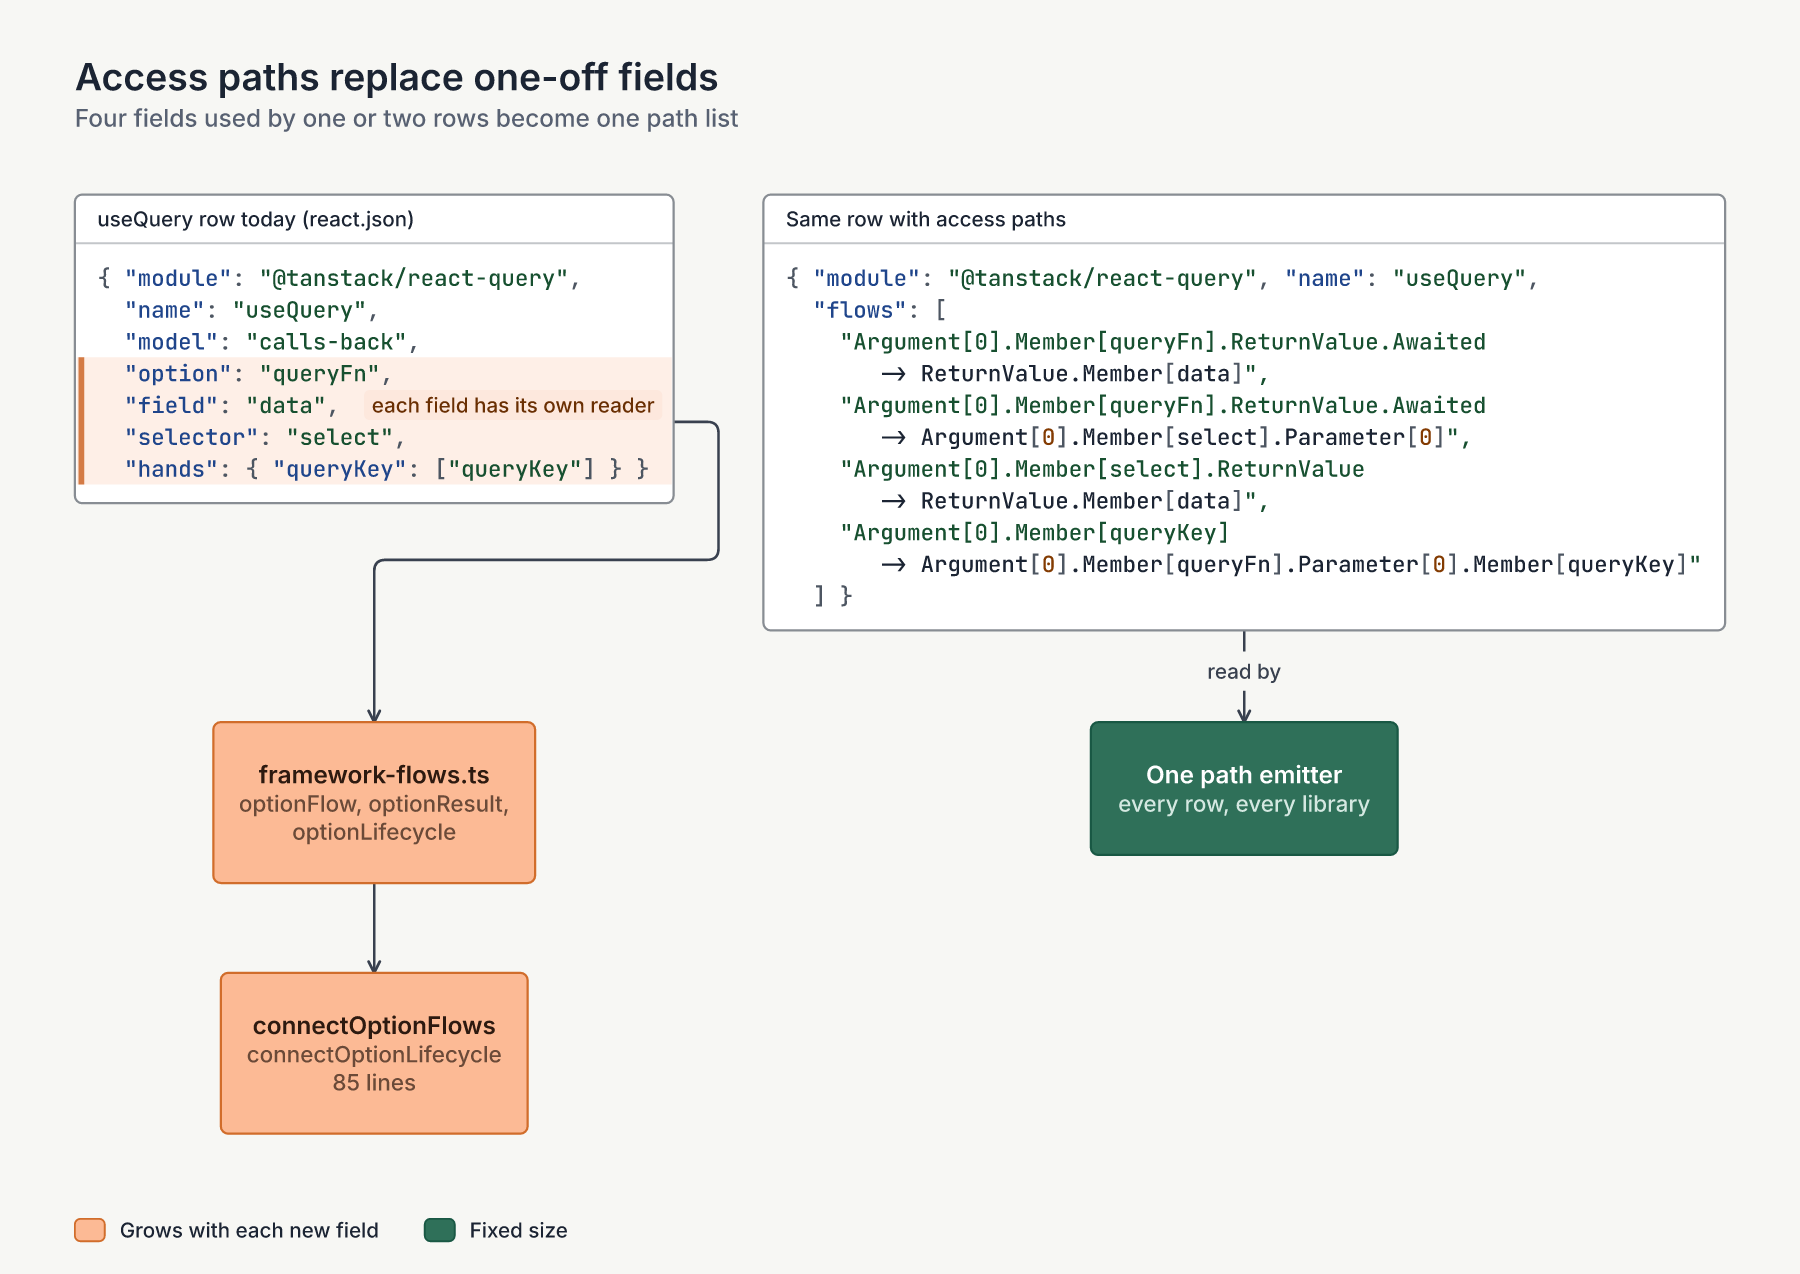 Access paths replace one-off fields
Four fields used by one or two rows become one path list
useQuery row today (react.json)
{ "module": "@tanstack/react-query",
"name": "useQuery",
"model": "calls-back",
"option": "queryFn",
"field": "data",
each field has its own reader
"selector": "select",
"hands": { "queryKey": ["queryKey"] } }
Same row with access paths
{ "module": "@tanstack/react-query", "name": "useQuery",
"flows": [
"Argument[0].Member[queryFn].ReturnValue.Awaited
→ ReturnValue.Member[data]",
"Argument[0].Member[queryFn].ReturnValue.Awaited
→ Argument[0].Member[select].Parameter[0]",
"Argument[0].Member[select].ReturnValue
→ ReturnValue.Member[data]",
"Argument[0].Member[queryKey]
→ Argument[0].Member[queryFn].Parameter[0].Member[queryKey]"
] }
read by
framework-flows.ts
optionFlow, optionResult,
optionLifecycle
One path emitter
every row, every library
connectOptionFlows
connectOptionLifecycle
85 lines
Grows with each new field
Fixed size